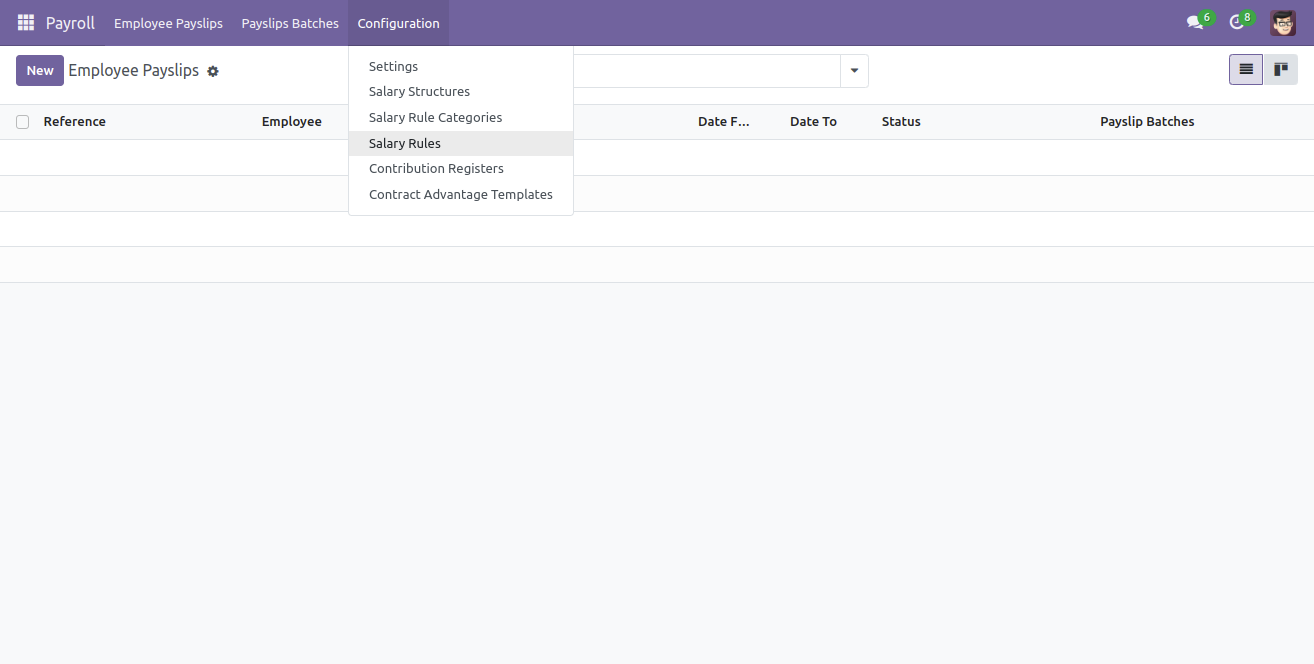 Payroll Employee Payslips Payslips Batches Configuration 6 8
New Employee Payslips
Settings
Salary Structures
Salary Rule Categories
Salary Rules
Contribution Registers
Contract Advantage Templates
Reference Employee Date F... Date To Status Payslip Batches